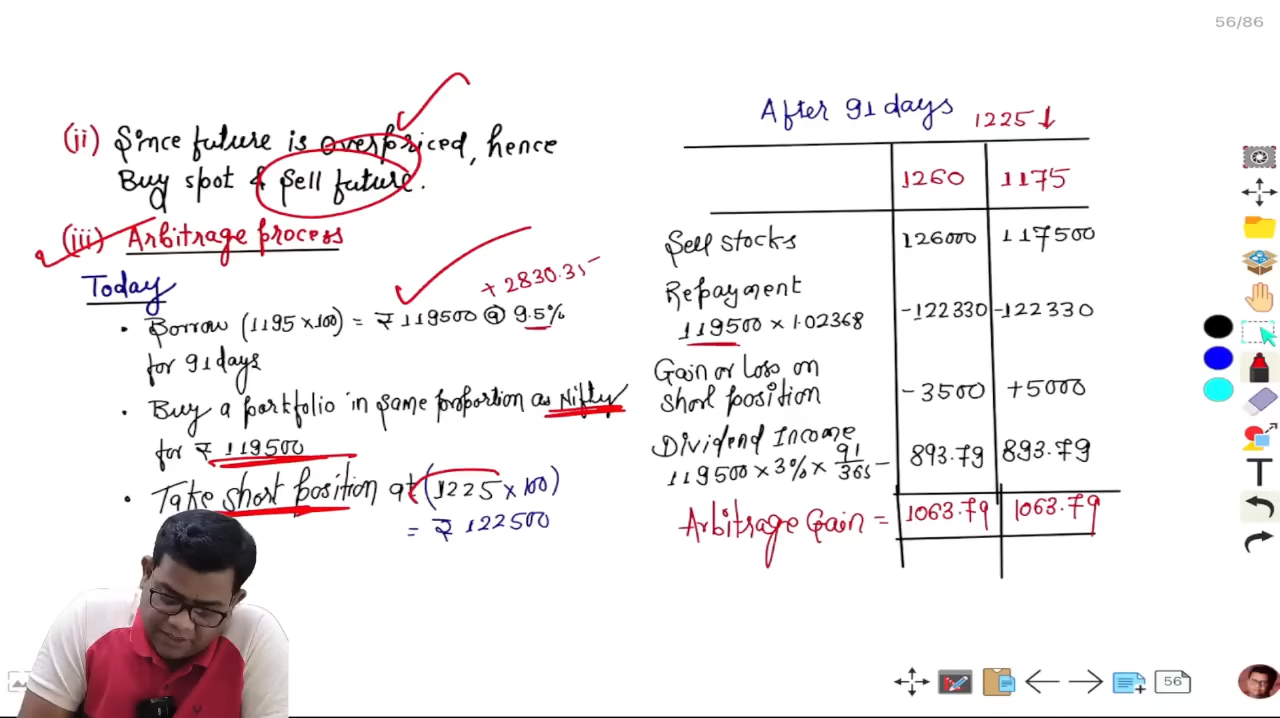 56/86
(ii) Since future is overpriced, hence
Buy spot & Sell future.
(iii) Arbitrage process
Today
+ 2830.35
• Borrow (1195 × 100) = ₹ 119500 @ 9.5%
for 91 days
• Buy a portfolio in same proportion as Nifty
for ₹ 119500
• Take short position at (1225 × 100)
= ₹ 122500
After 91 days 1225↓
1260 1175
Sell stocks 126000 117500
Repayment
119500 × 1.02368 -122330 -122330
Gain or Loss on
short position -3500 +5000
Dividend Income
119500 × 3% × 91/365 893.79 893.79
Arbitrage Gain = 1063.79 1063.79
T
56